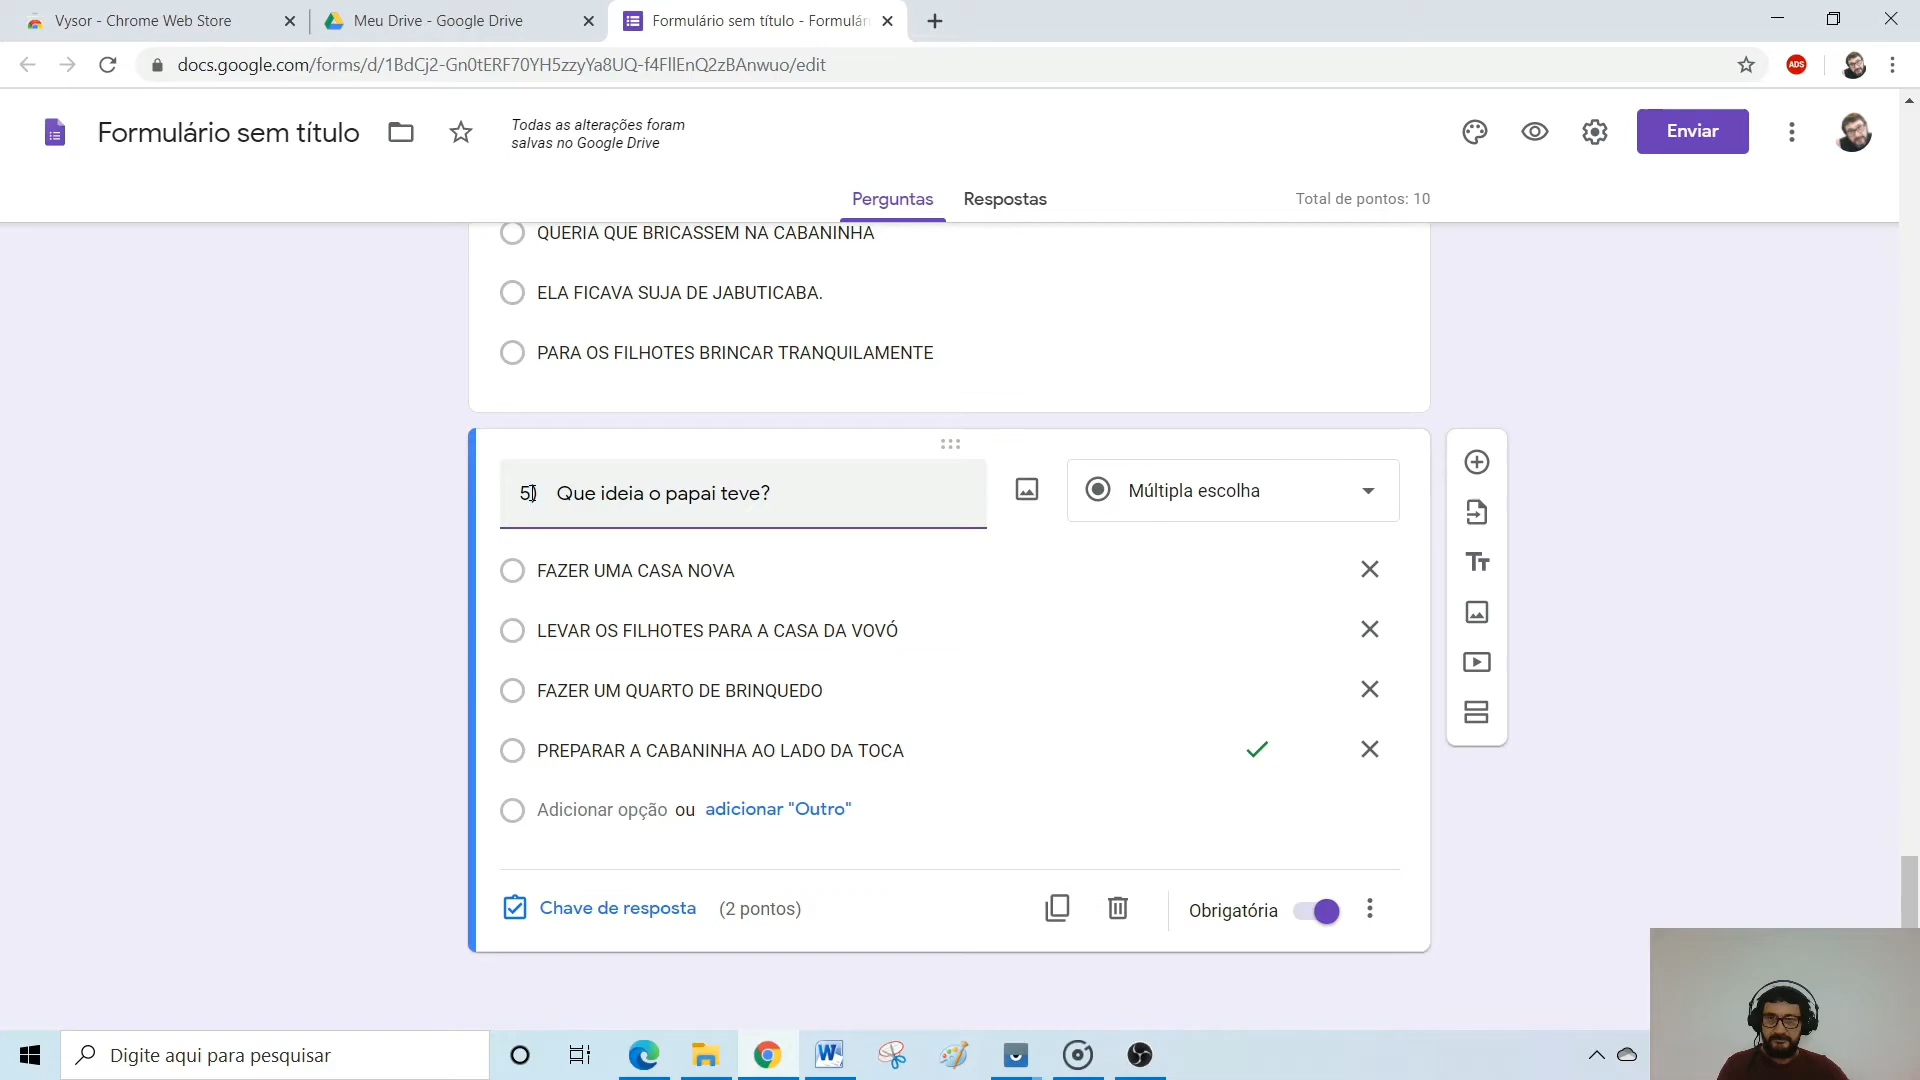 Vysor - Chrome Web Store
Meu Drive - Google Drive
Formulário sem título - Formulár
docs.google.com/forms/d/1BdCj2-Gn0tERF70YH5zzyYa8UQ-f4FllEnQ2zBAnwuo/edit
ADS
Formulário sem título
Todas as alterações foram
salvas no Google Drive
Enviar
Perguntas
Respostas
Total de pontos: 10
QUERIA QUE BRICASSEM NA CABANINHA
ELA FICAVA SUJA DE JABUTICABA.
PARA OS FILHOTES BRINCAR TRANQUILAMENTE
5) Que ideia o papai teve?
Múltipla escolha
FAZER UMA CASA NOVA
LEVAR OS FILHOTES PARA A CASA DA VOVÓ
FAZER UM QUARTO DE BRINQUEDO
PREPARAR A CABANINHA AO LADO DA TOCA
Adicionar opção ou adicionar "Outro"
Tt
Chave de resposta
(2 pontos)
Obrigatória
Digite aqui para pesquisar